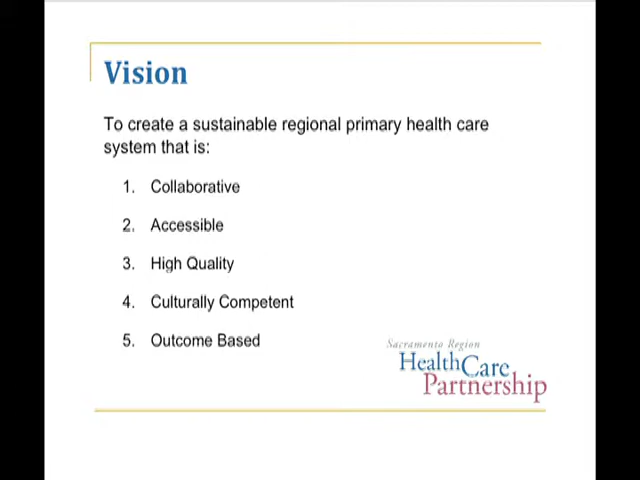 Vision
To create a sustainable regional primary health care
system that is:
1. Collaborative
2. Accessible
3. High Quality
4. Culturally Competent
5. Outcome Based
Sacramento Region
HealthCare
Partnership